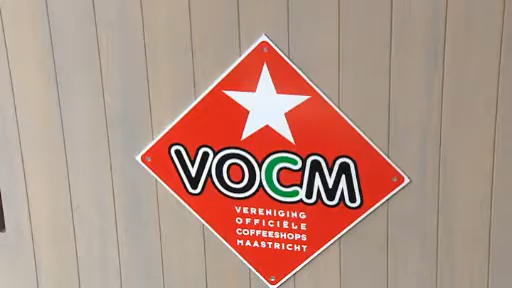 VOCM
VERENIGING
OFFICIËLE
COFFEESHOPS
MAASTRICHT